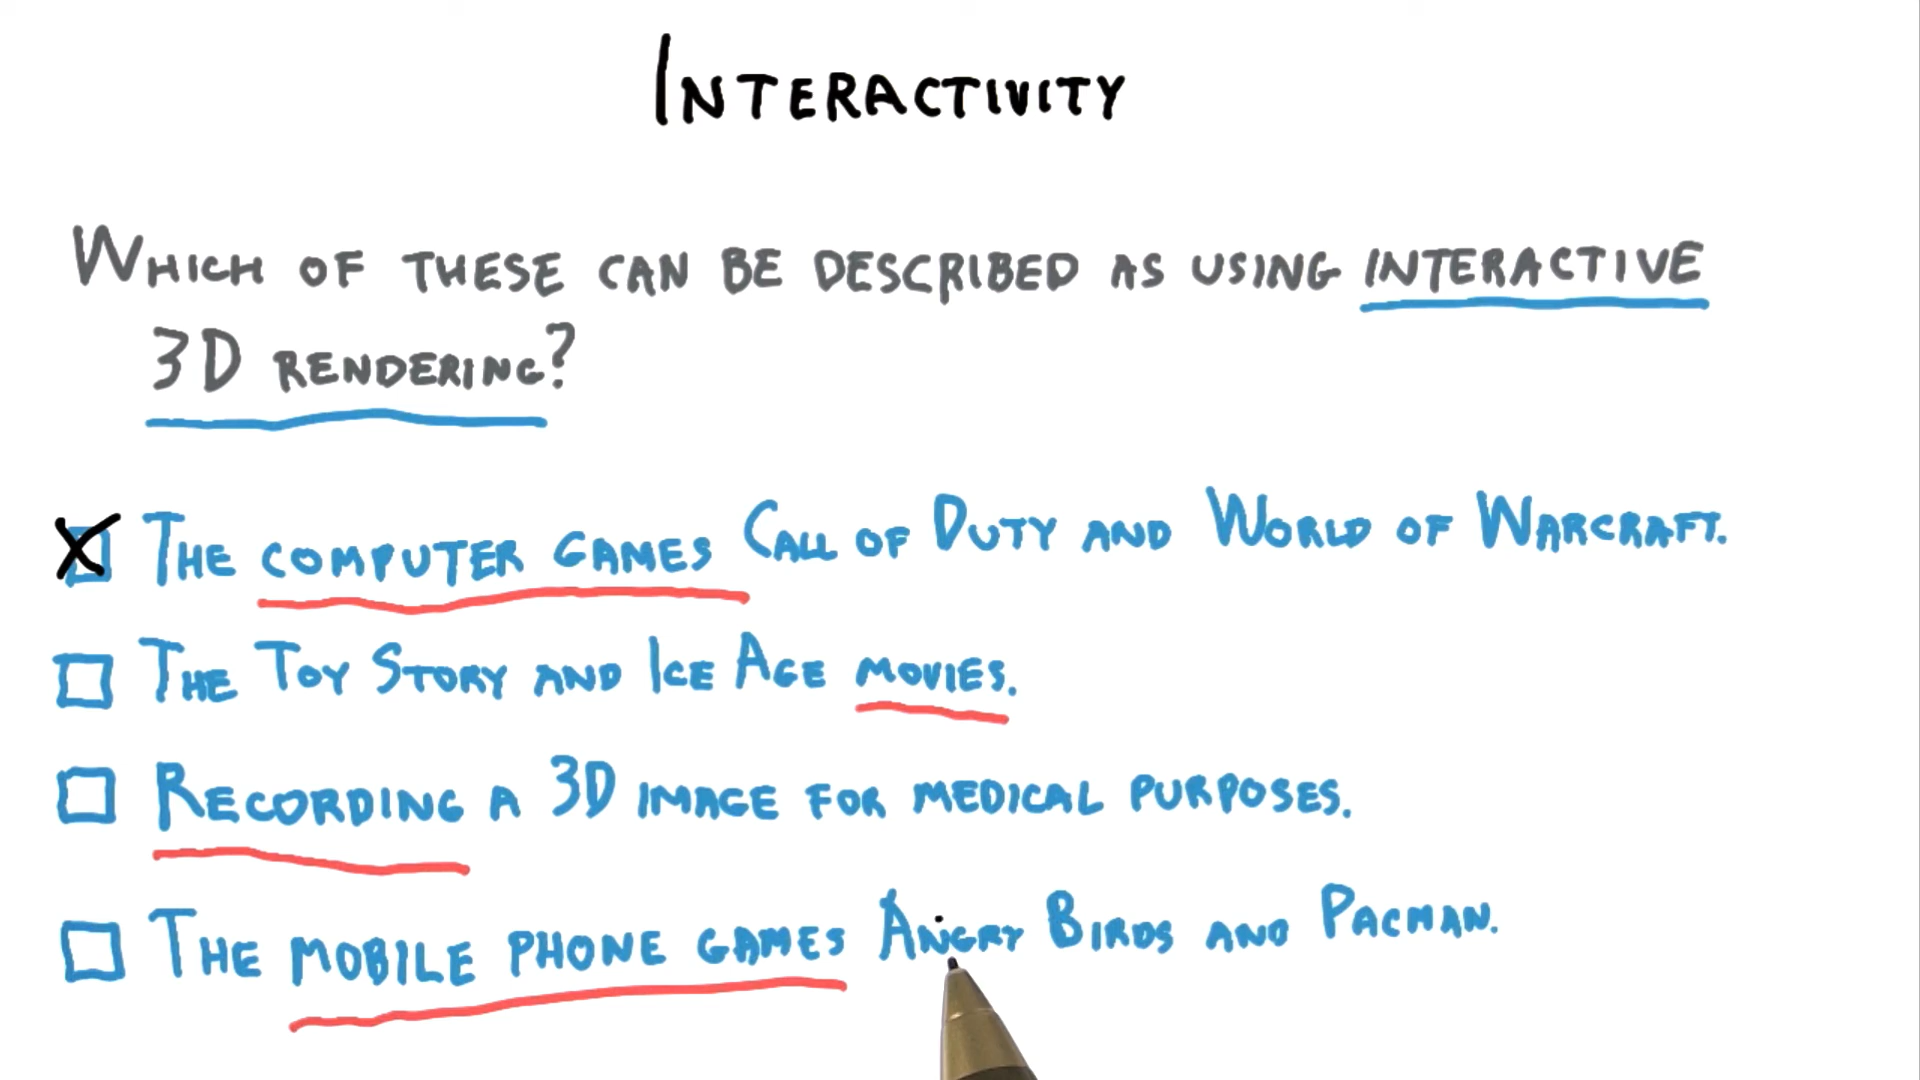 INTERACTIVITY
WHICH OF THESE CAN BE DESCRIBED AS USING INTERACTIVE
3D RENDERING?
THE COMPUTER GAMES CALL OF DUTY AND WORLD OF WARCRAFT.
THE TOY STORY AND ICE AGE MOVIES.
RECORDING A 3D IMAGE FOR MEDICAL PURPOSES.
THE MOBILE PHONE GAMES ANGRY BIRDS AND PACMAN.